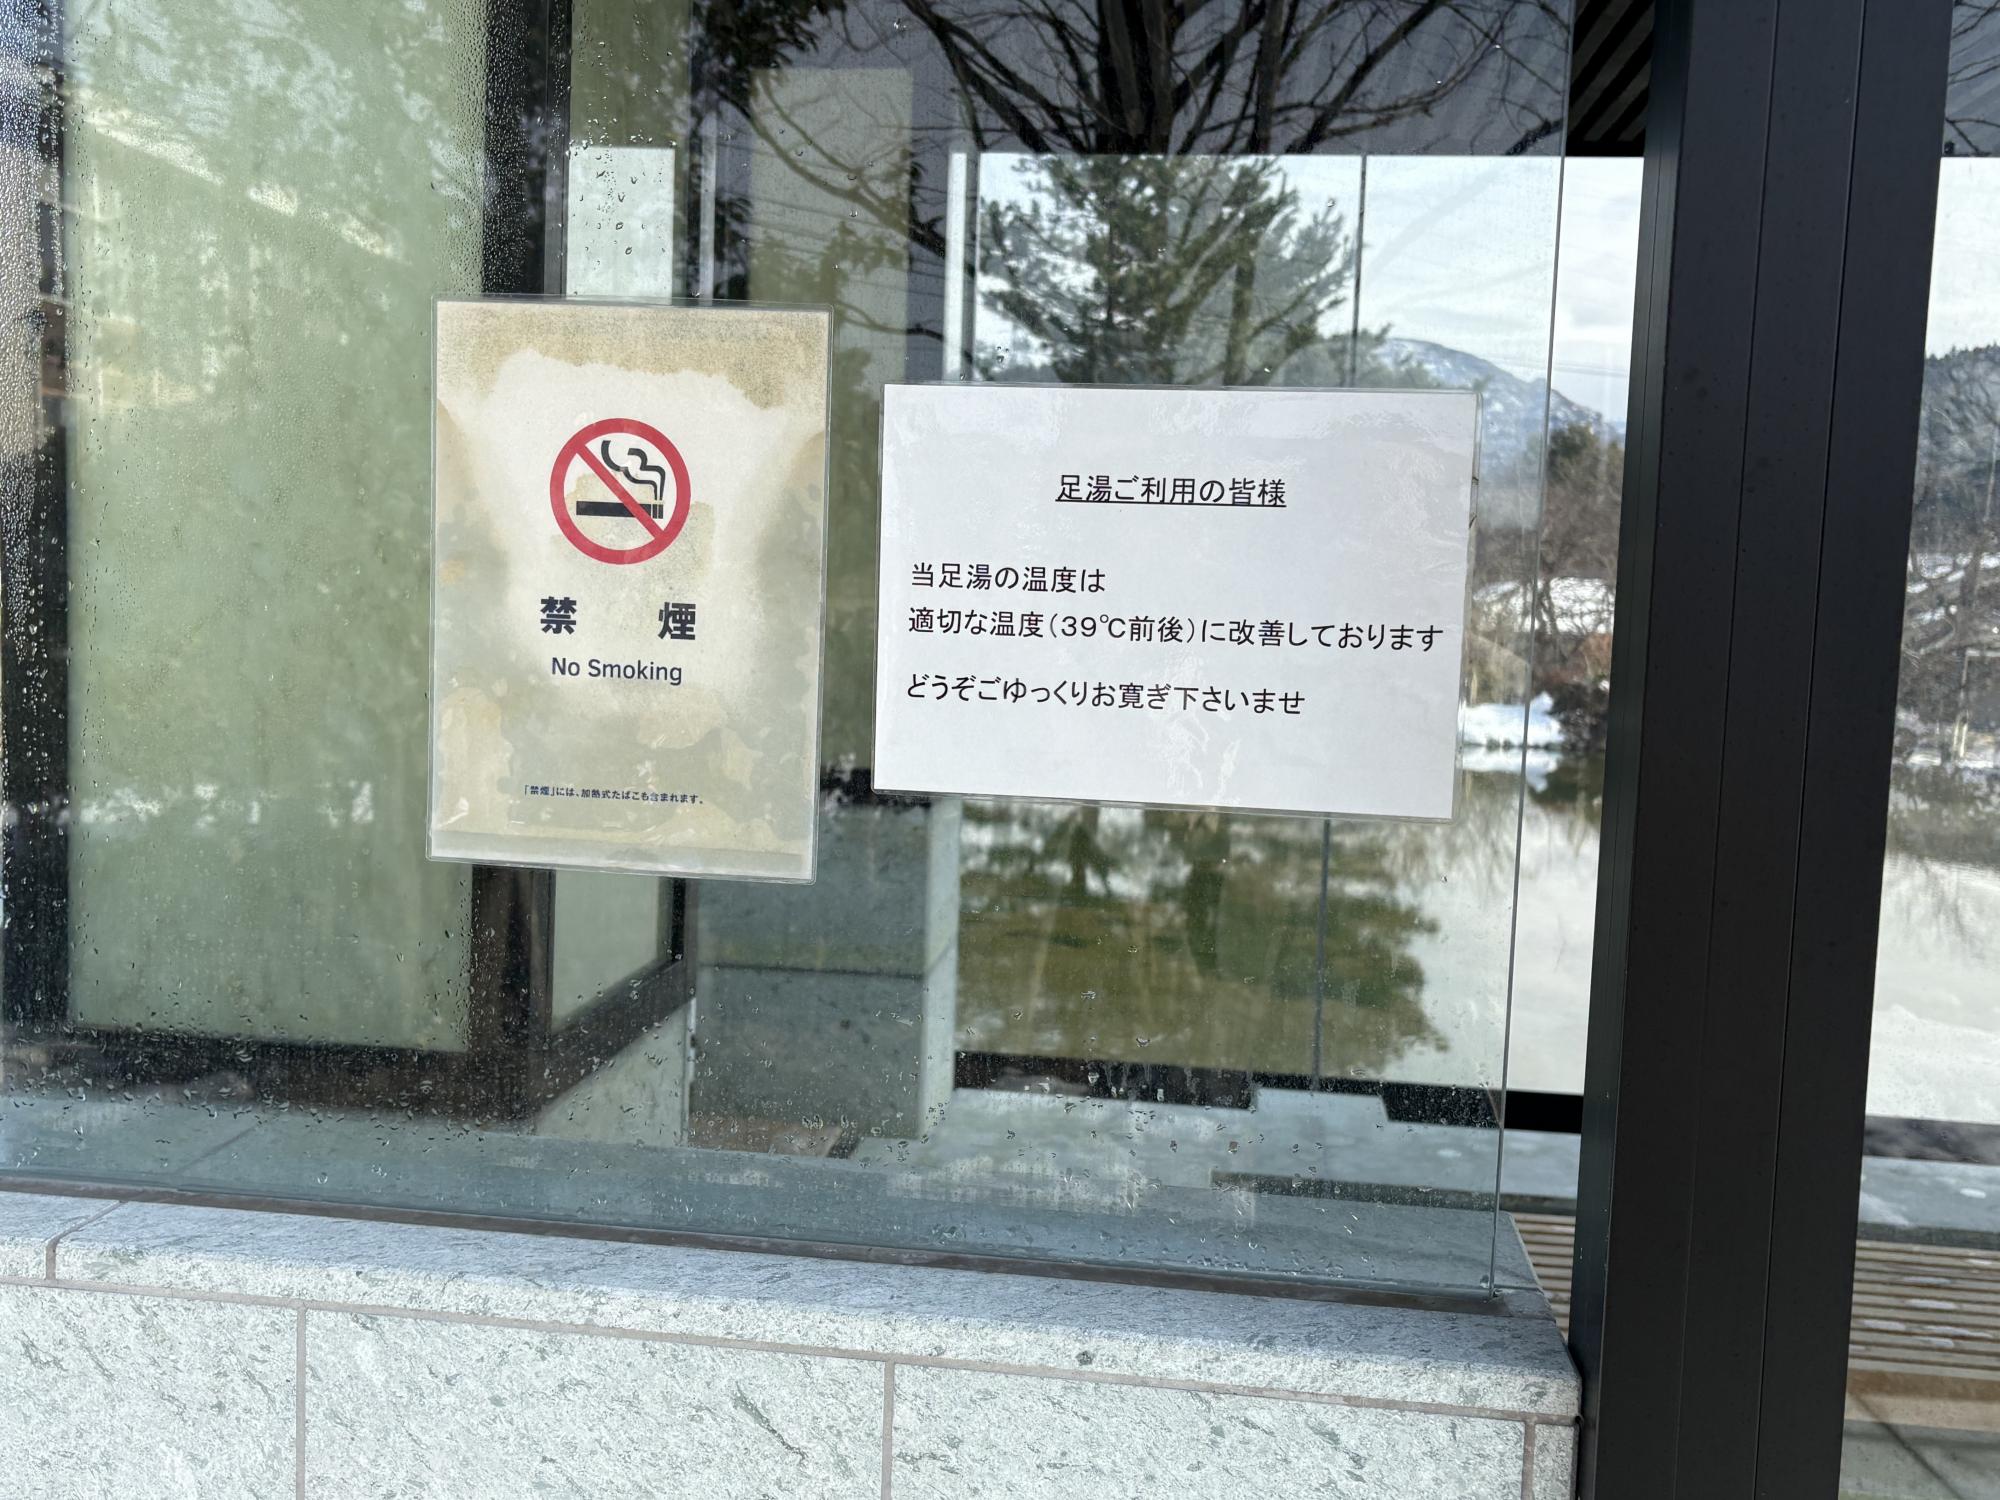 禁煙
No Smoking
「禁煙」には、加熱式たばこも含まれます。
足湯ご利用の皆様
当足湯の温度は
適切な温度(39℃前後)に改善しております
どうぞごゆっくりお寛ぎ下さいませ